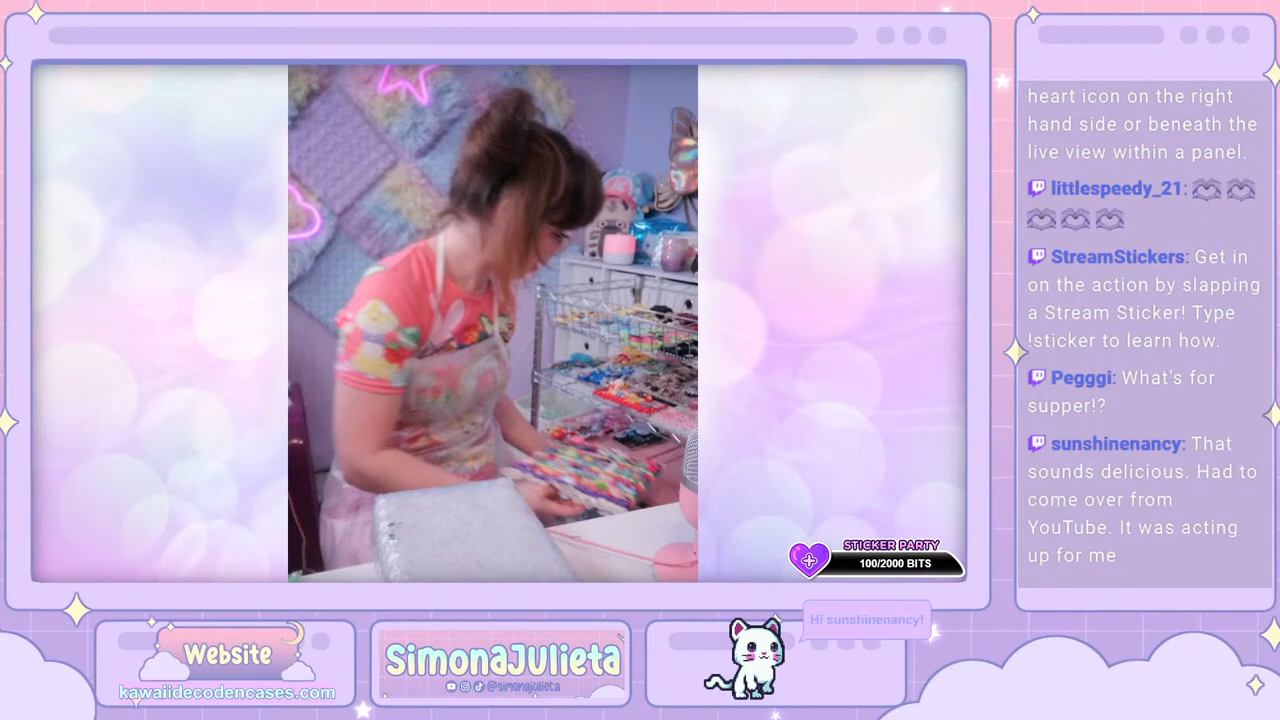 heart icon on the right
hand side or beneath the
live view within a panel.
littlespeedy_21:
StreamStickers: Get in
on the action by slapping
a Stream Sticker! Type
!sticker to learn how.
Pegggi: What's for
supper!?
sunshinenancy: That
sounds delicious. Had to
come over from
YouTube. It was acting
up for me
STICKER PARTY
100/2000 BITS
Hi sunshinenancy!
Website
kawaiidecodencases.com
SimonaJulieta
@simonajulieta